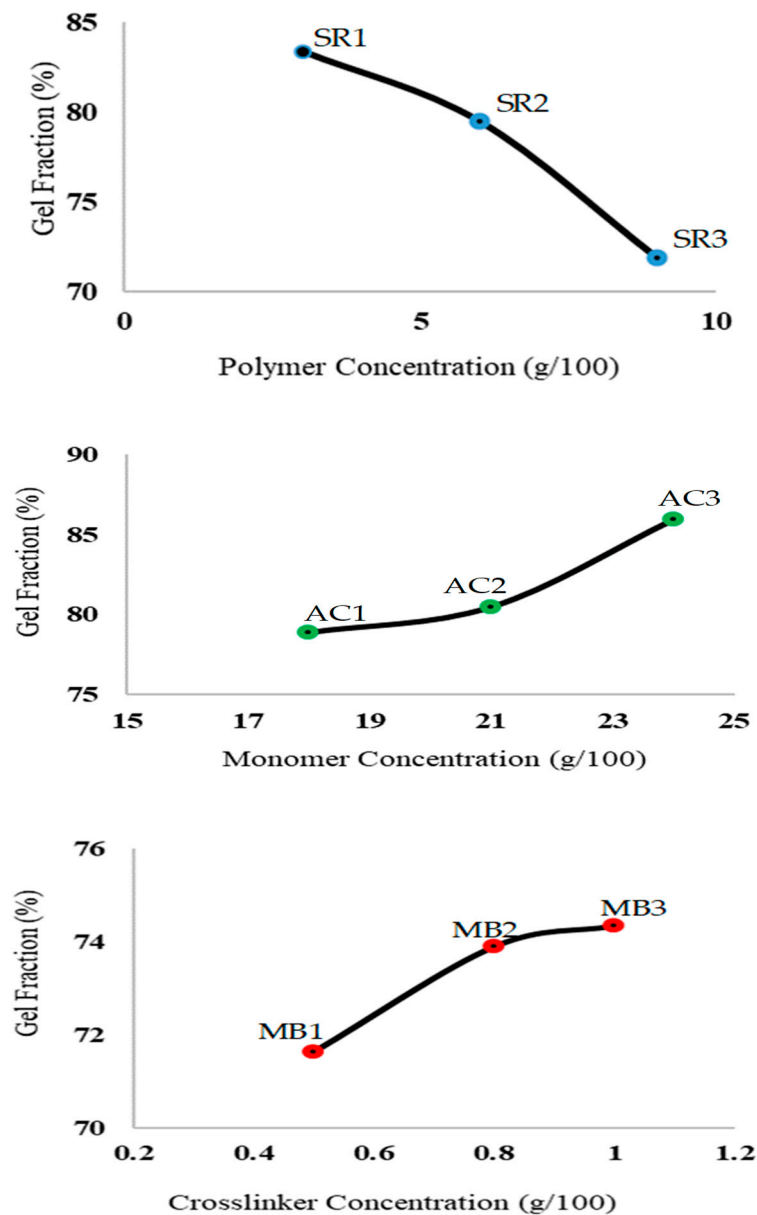 85
SR1
80
SR2
75
SR3
70
0
5
10
Gel Fraction (%)
Polymer Concentration (g/100)
90
AC3
85
AC2
80
AC1
75
15
17
19
21
23
25
Gel Fraction (%)
Monomer Concentration (g/100)
76
MB3
74
MB2
72
MB1
70
0.2
0.4
0.6
0.8
1
1.2
Gel Fraction (%)
Crosslinker Concentration (g/100)